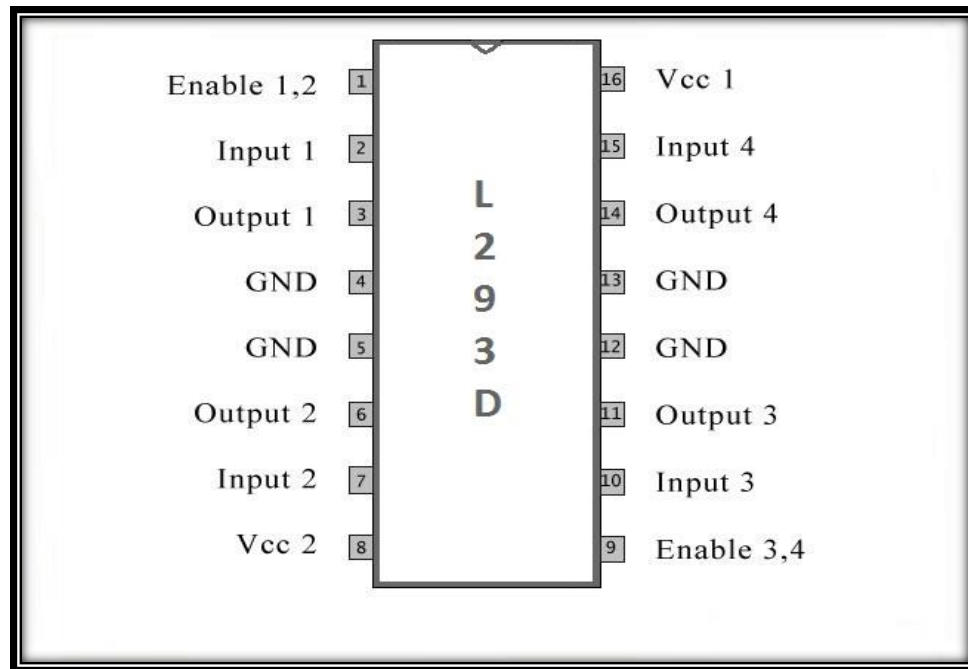 Enable 1,2 1
Input 1 2
Output 1 3
GND 4
GND 5
Output 2 6
Input 2 7
Vcc 2 8
L
2
9
3
D
16 Vcc 1
15 Input 4
14 Output 4
13 GND
12 GND
11 Output 3
10 Input 3
9 Enable 3,4